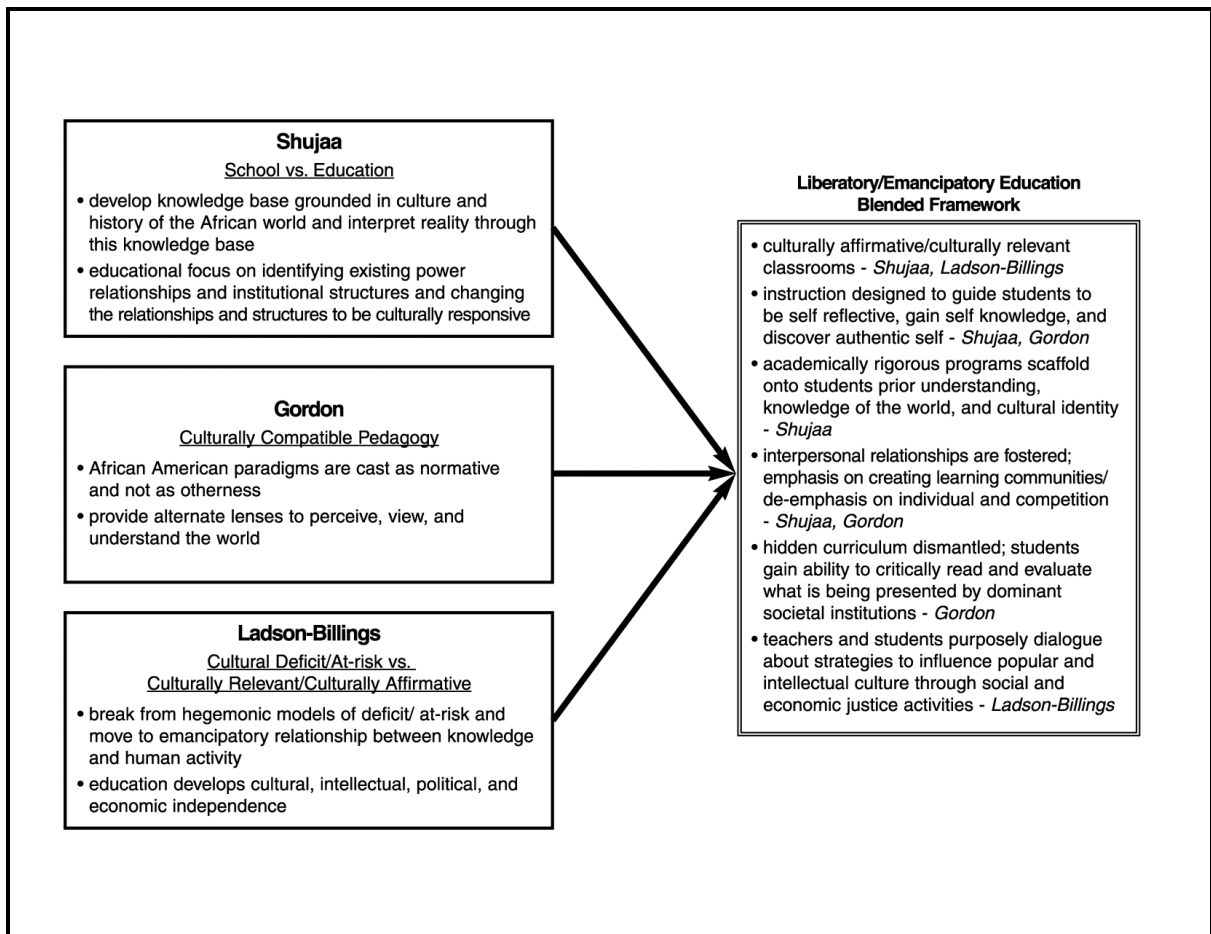 Shujaa
School vs. Education
• develop knowledge base grounded in culture and
history of the African world and interpret reality through
this knowledge base
• educational focus on identifying existing power
relationships and institutional structures and changing
the relationships and structures to be culturally responsive
Gordon
Culturally Compatible Pedagogy
• African American paradigms are cast as normative
and not as otherness
• provide alternate lenses to perceive, view, and
understand the world
Ladson-Billings
Cultural Deficit/At-risk vs.
Culturally Relevant/Culturally Affirmative
• break from hegemonic models of deficit/ at-risk and
move to emancipatory relationship between knowledge
and human activity
• education develops cultural, intellectual, political, and
economic independence
Liberatory/Emancipatory Education
Blended Framework
• culturally affirmative/culturally relevant
classrooms - Shujaa, Ladson-Billings
• instruction designed to guide students to
be self reflective, gain self knowledge, and
discover authentic self - Shujaa, Gordon
• academically rigorous programs scaffold
onto students prior understanding,
knowledge of the world, and cultural identity
- Shujaa
• interpersonal relationships are fostered;
emphasis on creating learning communities/
de-emphasis on individual and competition
- Shujaa, Gordon
• hidden curriculum dismantled; students
gain ability to critically read and evaluate
what is being presented by dominant
societal institutions - Gordon
• teachers and students purposely dialogue
about strategies to influence popular and
intellectual culture through social and
economic justice activities - Ladson-Billings